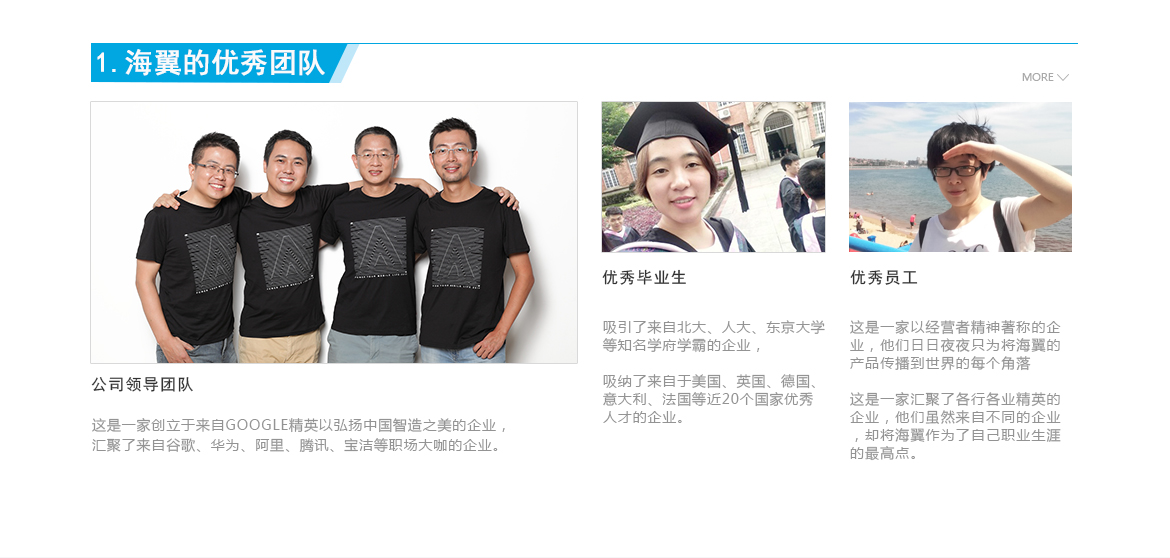 1.海翼的优秀团队
MORE
公司领导团队
这是一家创立于来自GOOGLE精英以弘扬中国智造之美的企业，
汇聚了来自谷歌、华为、阿里、腾讯、宝洁等职场大咖的企业。
优秀毕业生
吸引了来自北大、人大、东京大学
等知名学府学霸的企业，
吸纳了来自于美国、英国、德国、
意大利、法国等近20个国家优秀
人才的企业。
优秀员工
这是一家以经营者精神著称的企
业，他们日日夜夜只为将海翼的
产品传播到世界的每个角落
这是一家汇聚了各行各业精英的
企业，他们虽然来自不同的企业
，却将海翼作为了自己职业生涯
的最高点。